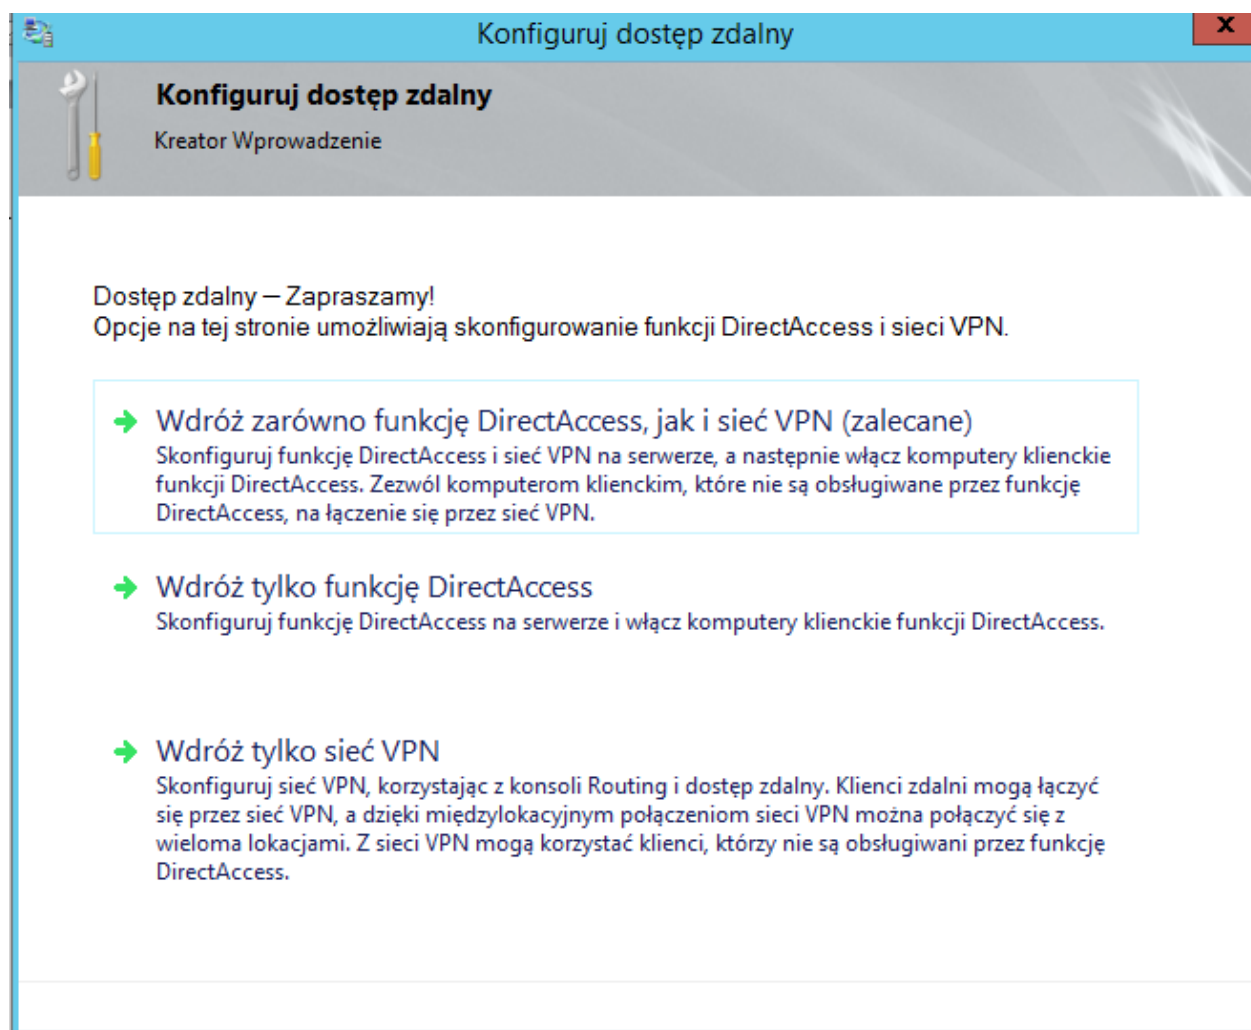 Konfiguruj dostęp zdalny
x
Konfiguruj dostęp zdalny
Kreator Wprowadzenie
Dostęp zdalny — Zapraszamy!
Opcje na tej stronie umożliwiają skonfigurowanie funkcji DirectAccess i sieci VPN.
Wdróż zarówno funkcję DirectAccess, jak i sieć VPN (zalecane)
Skonfiguruj funkcję DirectAccess i sieć VPN na serwerze, a następnie włącz komputery klienckie
funkcji DirectAccess. Zezwól komputerom klienckim, które nie są obsługiwane przez funkcję
DirectAccess, na łączenie się przez sieć VPN.
Wdróż tylko funkcję DirectAccess
Skonfiguruj funkcję DirectAccess na serwerze i włącz komputery klienckie funkcji DirectAccess.
Wdróż tylko sieć VPN
Skonfiguruj sieć VPN, korzystając z konsoli Routing i dostęp zdalny. Klienci zdalni mogą łączyć
się przez sieć VPN, a dzięki międzylokacyjnym połączeniom sieci VPN można połączyć się z
wieloma lokacjami. Z sieci VPN mogą korzystać klienci, którzy nie są obsługiwani przez funkcję
DirectAccess.